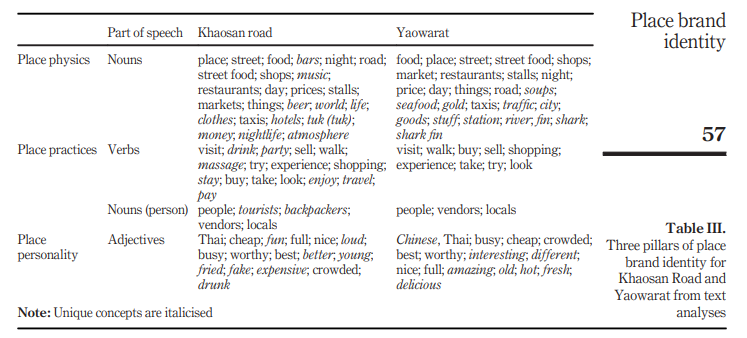 Place brand
identity
57
Part of speech Khaosan road Yaowarat
Place physics Nouns place; street; food; bars; night; road; food; place; street; street food; shops;
street food; shops; music; market; restaurants; stalls; night;
restaurants; day; prices; stalls; price; day; things; road; soups;
markets; things; beer; world; life; seafood; gold; taxis; traffic; city;
clothes; taxis; hotels; tuk (tuk); goods; stuff; station; river; fin; shark;
money; nightlife; atmosphere shark fin
Place practices Verbs visit; drink; party; sell; walk; visit; walk; buy; sell; shopping;
massage; try; experience; shopping; experience; take; try; look
stay; buy; take; look; enjoy; travel;
pay
Nouns (person) people; tourists; backpackers; people; vendors; locals
vendors; locals
Place Adjectives Thai; cheap; fun; full; nice; loud; Chinese, Thai; busy; cheap; crowded;
personality busy; worthy; best; better; young; best; worthy; interesting; different;
fried; fake; expensive; crowded; nice; full; amazing; old; hot; fresh;
drunk delicious
Note: Unique concepts are italicised
Table III.
Three pillars of place
brand identity for
Khaosan Road and
Yaowarat from text
analyses